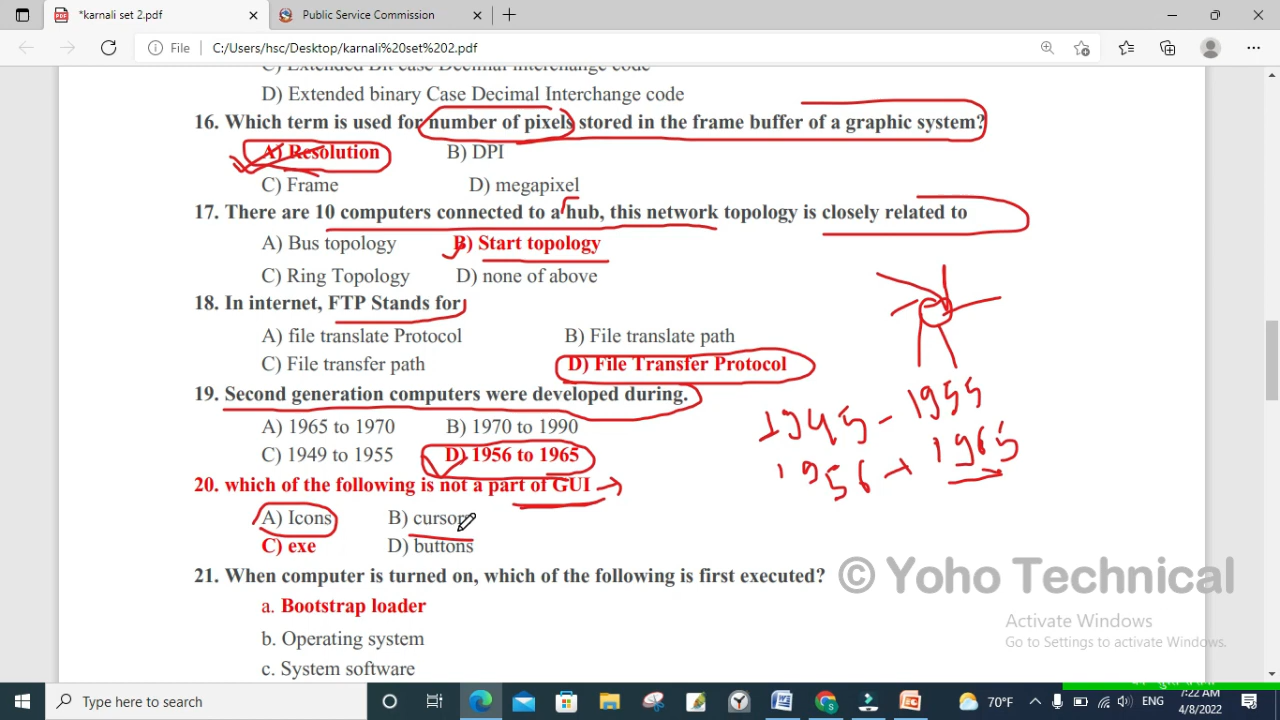 *karnali set 2.pdf
Public Service Commission
File C:/Users/hsc/Desktop/karnali%20set%202.pdf
C) Extended Bit case Decimal interchange code
D) Extended binary Case Decimal Interchange code
16. Which term is used for number of pixels stored in the frame buffer of a graphic system?
A) Resolution B) DPI
C) Frame D) megapixel
17. There are 10 computers connected to a hub, this network topology is closely related to
A) Bus topology B) Start topology
C) Ring Topology D) none of above
18. In internet, FTP Stands for
A) file translate Protocol B) File translate path
C) File transfer path D) File Transfer Protocol
19. Second generation computers were developed during.
1945 - 1955
A) 1965 to 1970 B) 1970 to 1990
C) 1949 to 1955 D) 1956 to 1965
1956 → 1965
20. which of the following is not a part of GUI
A) Icons B) cursors
C) exe D) buttons
21. When computer is turned on, which of the following is first executed?
© Yoho Technical
a. Bootstrap loader
Activate Windows
b. Operating system
Go to Settings to activate Windows.
c. System software
Type here to search
70°F
ENG
7:22 AM
4/8/2022